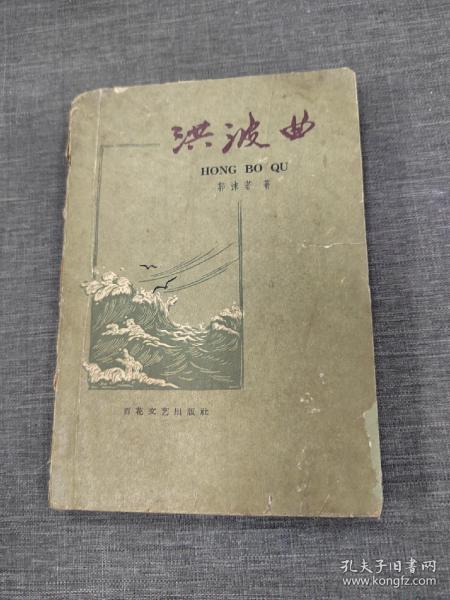 洪波曲
HONG BO QU
郭沫若 著
百花文艺出版社
孔夫子旧书网
www.kongfz.com